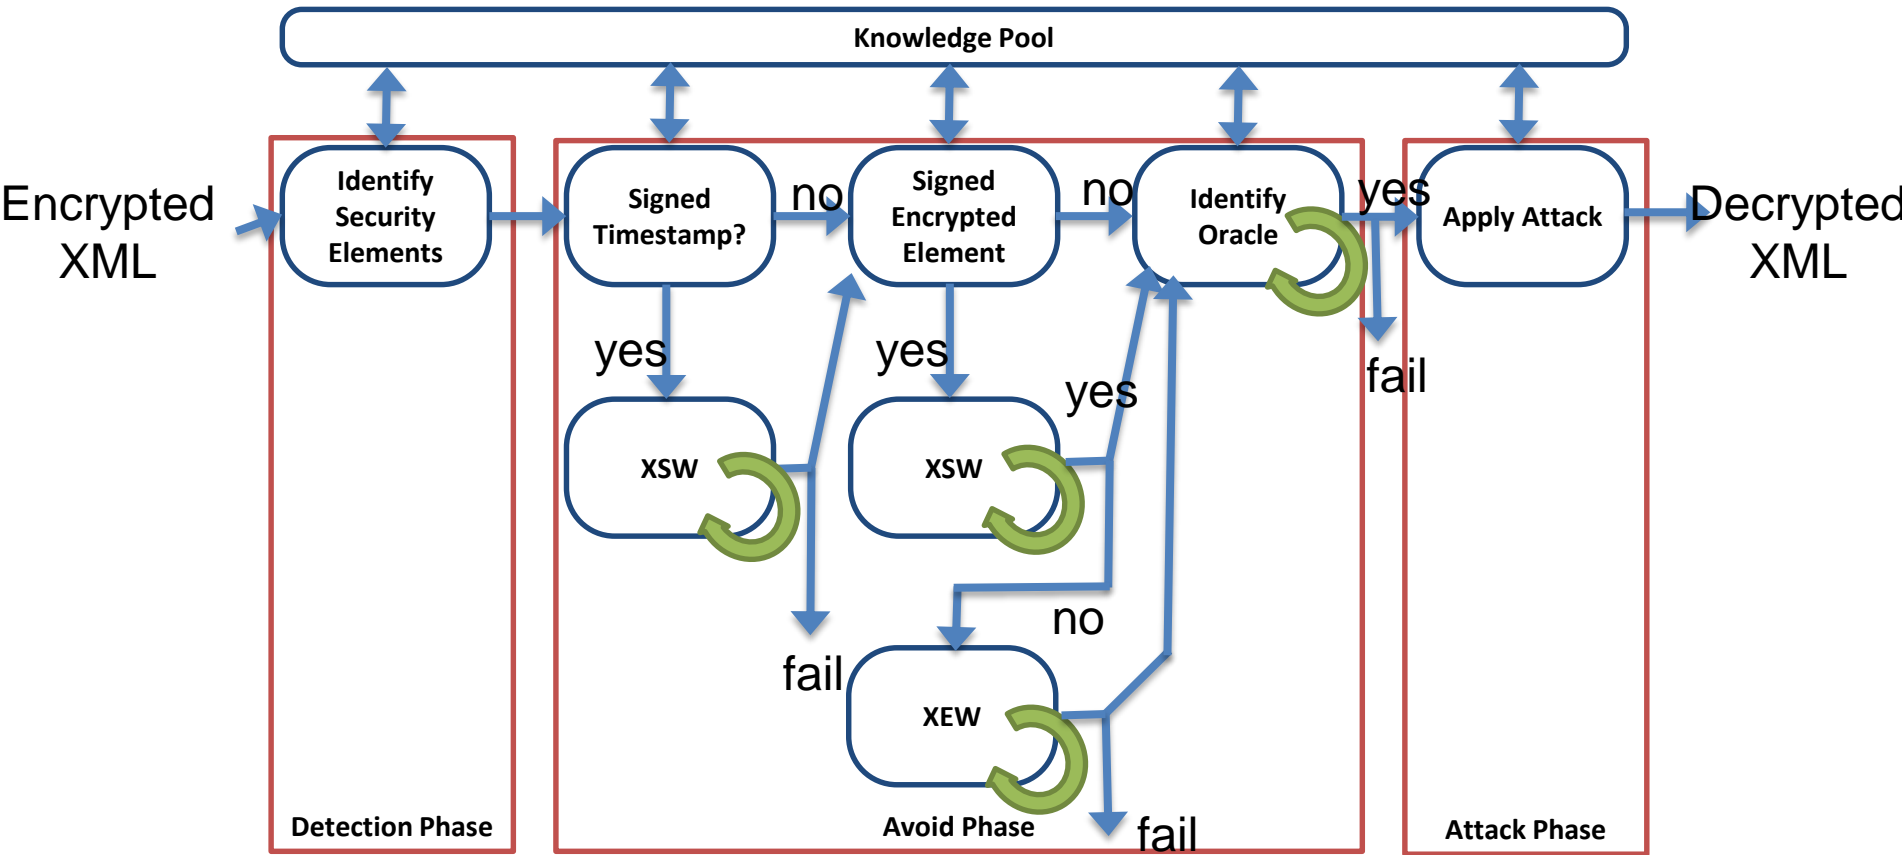 Knowledge Pool
Encrypted
XML
Identify
Security
Elements
Signed
Timestamp?
no
Signed
Encrypted
Element
no
Identify
Oracle
yes
Apply Attack
Decrypted
XML
yes
yes
yes
fail
XSW
XSW
no
fail
XEW
fail
Detection Phase
Avoid Phase
Attack Phase